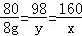 80/8g = 98/y = 160/x